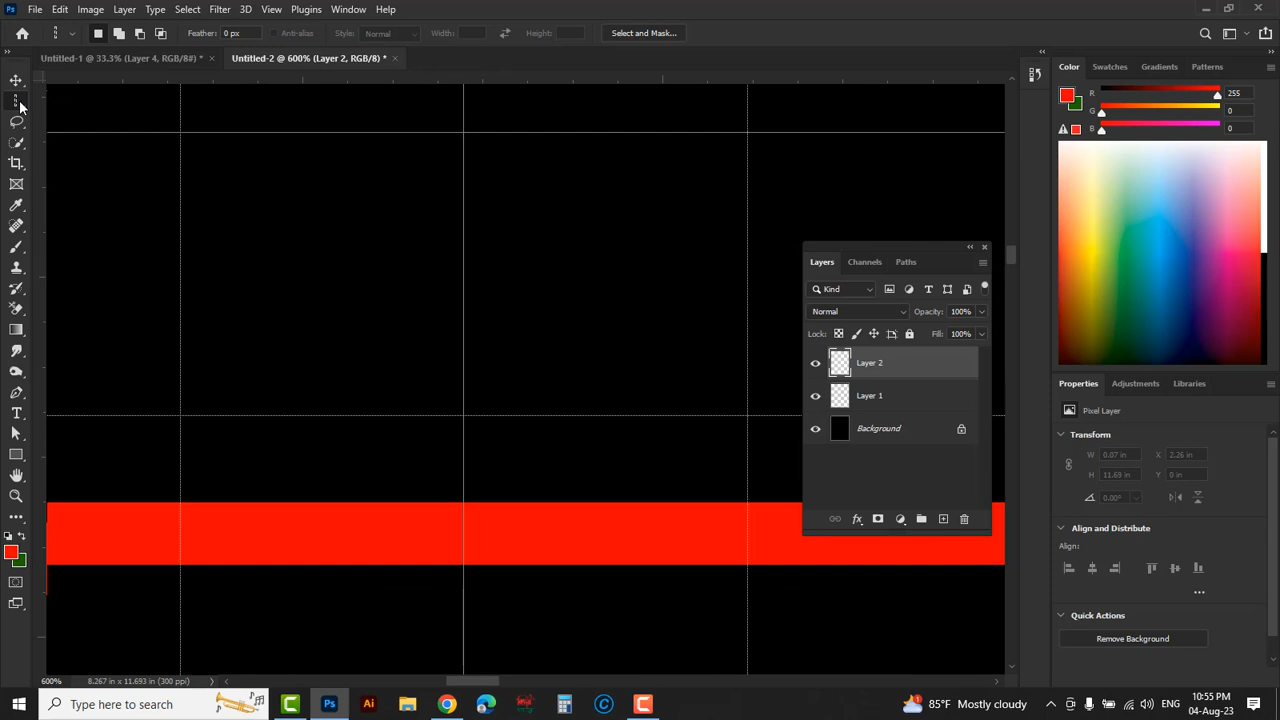 Ps File Edit Image Layer Type Select Filter 3D View Plugins Window Help
Feather: 0 px Anti-alias Style: Normal Width: Height: Select and Mask...
Untitled-1 @ 33.3% (Layer 4, RGB/8#) * Untitled-2 @ 600% (Layer 2, RGB/8) *
Color Swatches Gradients Patterns
R 255
G 0
B 0
Layers Channels Paths
Kind
Normal Opacity: 100%
Lock: Fill: 100%
Layer 2
Layer 1
Background
Properties Adjustments Libraries
Pixel Layer
Transform
W 0.07 in X 2.26 in
H 11.69 in Y 0 in
0.00°
Align and Distribute
Align:
Quick Actions
Remove Background
600% 8.267 in x 11.693 in (300 ppi)
Type here to search
Ps Ai
85°F Mostly cloudy
ENG
10:55 PM
04-Aug-23